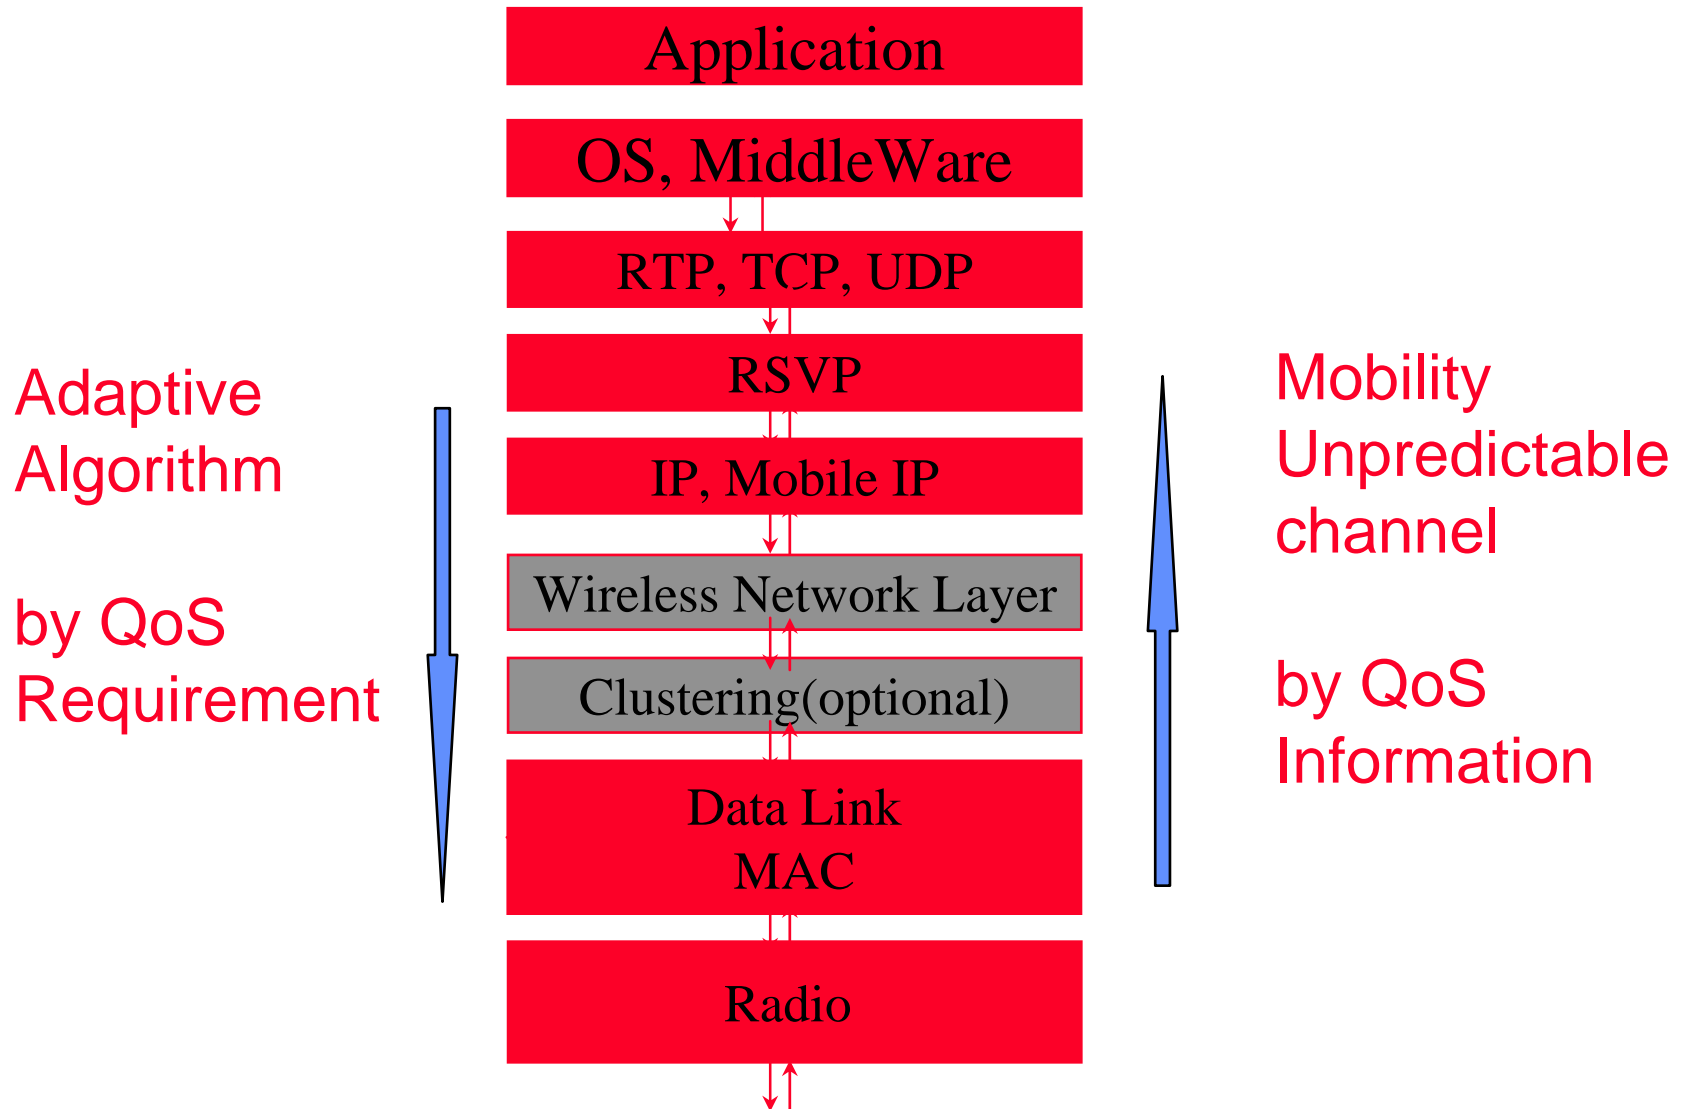 Application
OS, MiddleWare
RTP, TCP, UDP
RSVP
IP, Mobile IP
Wireless Network Layer
Clustering(optional)
Data Link
MAC
Radio
Adaptive
Algorithm
by QoS
Requirement
Mobility
Unpredictable
channel
by QoS
Information